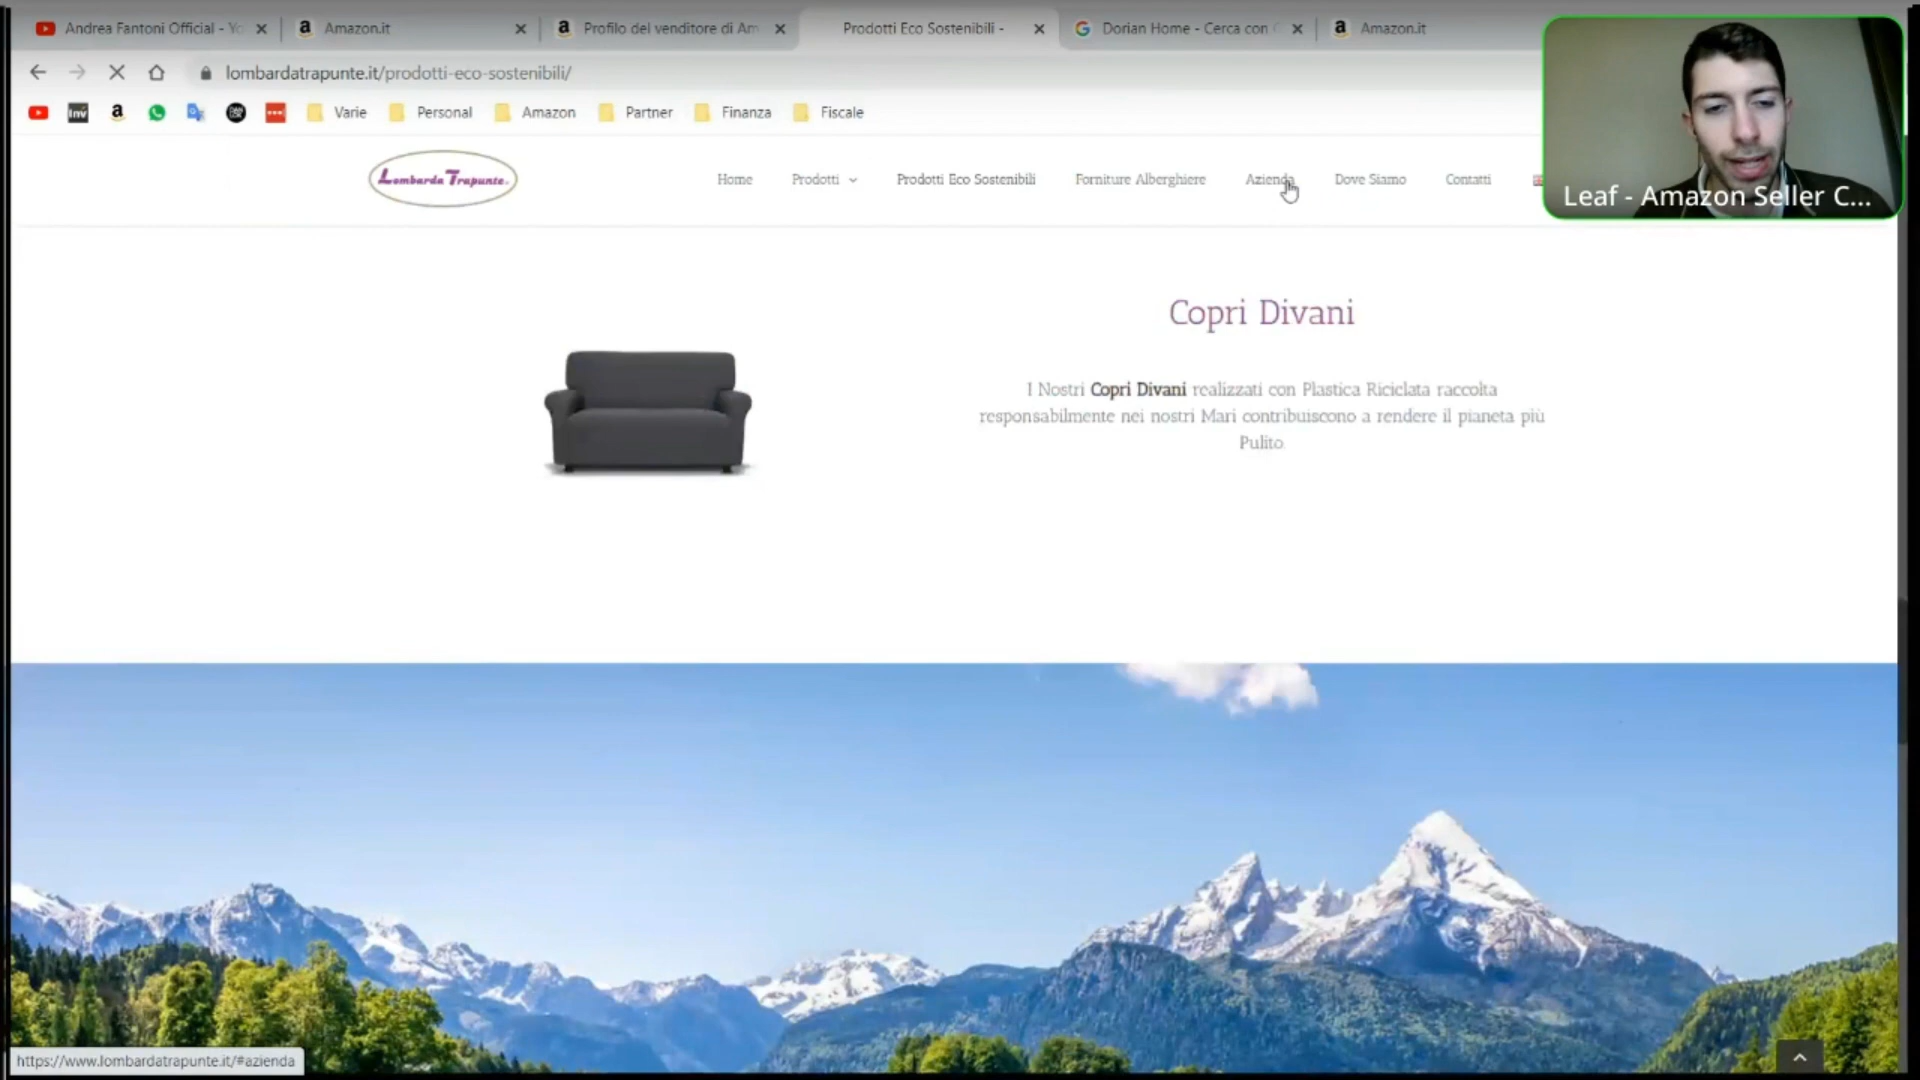 Andrea Fantoni Official - Yo
Amazon.it
Profilo del venditore di Am
Prodotti Eco Sostenibili -
Dorian Home - Cerca con
Amazon.it
lombardatrapunte.it/prodotti-eco-sostenibili/
Inv
Varie
Personal
Amazon
Partner
Finanza
Fiscale
Lombarda Trapunte.
Home
Prodotti
Prodotti Eco Sostenibili
Forniture Alberghiere
Azienda
Dove Siamo
Contatti
Leaf - Amazon Seller C...
Copri Divani
I Nostri Copri Divani realizzati con Plastica Riciclata raccolta
responsabilmente nei nostri Mari contribuiscono a rendere il pianeta più
Pulito.
https://www.lombardatrapunte.it/#azienda